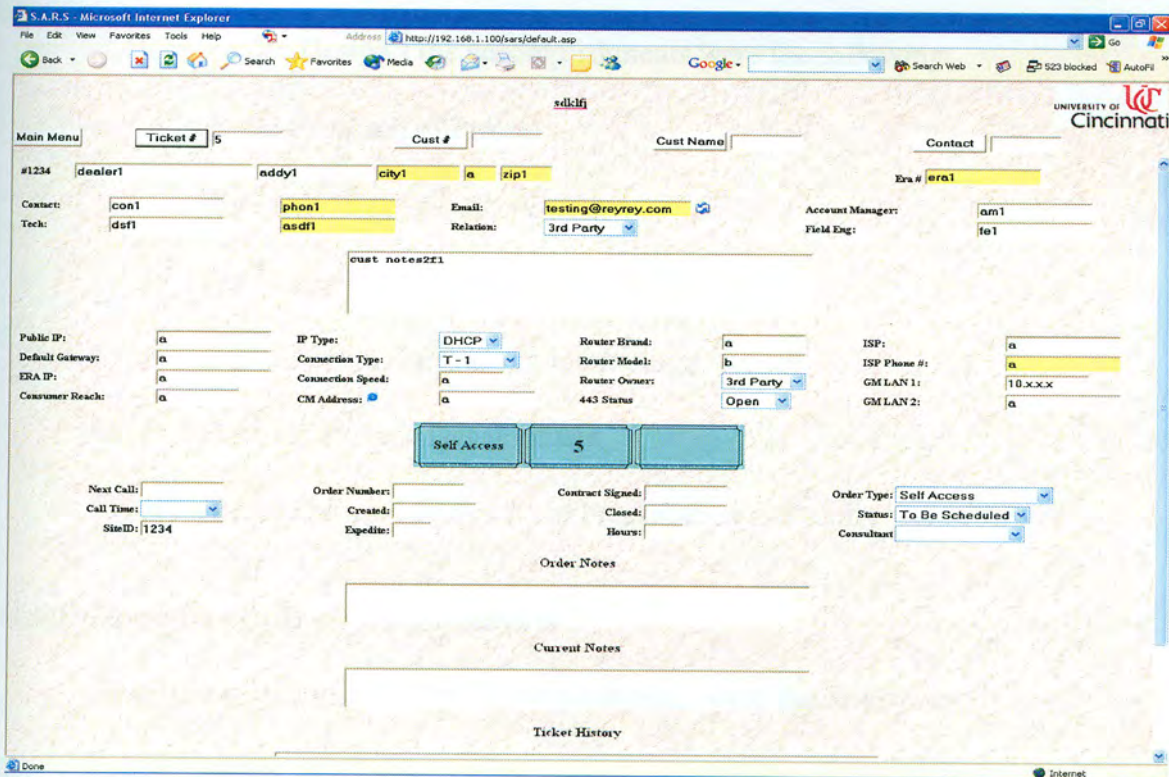 S.A.R.S - Microsoft Internet Explorer
File Edit View Favorites Tools Help Address http://192.168.1.100/sars/default.asp Go
Back Search Favorites Media Google Search Web 523 blocked AutoFil
sdklfj
UNIVERSITY OF UC Cincinnati
Main Menu Ticket # 5 Cust # Cust Name Contact
#1234 dealer1 addy1 city1 a zip1 Era # era1
Contact: con1 phon1 Email: testing@reyrey.com Account Manager: am1
Tech: dsf1 asdf1 Relation: 3rd Party Field Eng: fe1
cust notes2f1
Public IP: a IP Type: DHCP Router Brand: a ISP: a
Default Gateway: a Connection Type: T - 1 Router Model: b ISP Phone #: a
ERA IP: a Connection Speed: a Router Owner: 3rd Party GM LAN 1: 10.x.x.x
Consumer Reach: a CM Address: a 443 Status Open GM LAN 2: a
Self Access 5
Next Call: Order Number: Contract Signed: Order Type: Self Access
Call Time: Created: Closed: Status: To Be Scheduled
SiteID: 1234 Expedite: Hours: Consultant
Order Notes
Current Notes
Ticket History
Done Internet